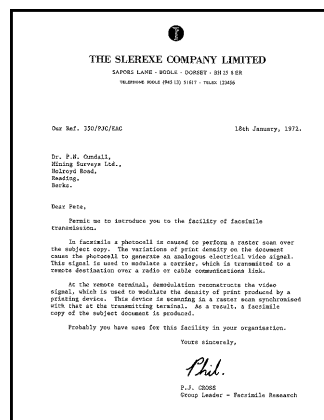 THE SLEREXE COMPANY LIMITED
SAPORS LANE - BOOLE - DORSET - BH 25 8 ER
TELEPHONE BOOLE (945 13) 51617 - TELEX 123456
Our Ref. 350/PJC/EAC
18th January, 1972.
Dr. P.N. Cundall,
Mining Surveys Ltd.,
Holroyd Road,
Reading,
Berks.
Dear Pete,
Permit me to introduce you to the facility of facsimile
transmission.
In facsimile a photocell is caused to perform a raster scan over
the subject copy. The variations of print density on the document
cause the photocell to generate an analogous electrical video signal.
This signal is used to modulate a carrier, which is transmitted to a
remote destination over a radio or cable communications link.
At the remote terminal, demodulation reconstructs the video
signal, which is used to modulate the density of print produced by a
printing device. This device is scanning in a raster scan synchronised
with that at the transmitting terminal. As a result, a facsimile
copy of the subject document is produced.
Probably you have uses for this facility in your organisation.
Yours sincerely,
Phil.
P.J. CROSS
Group Leader - Facsimile Research